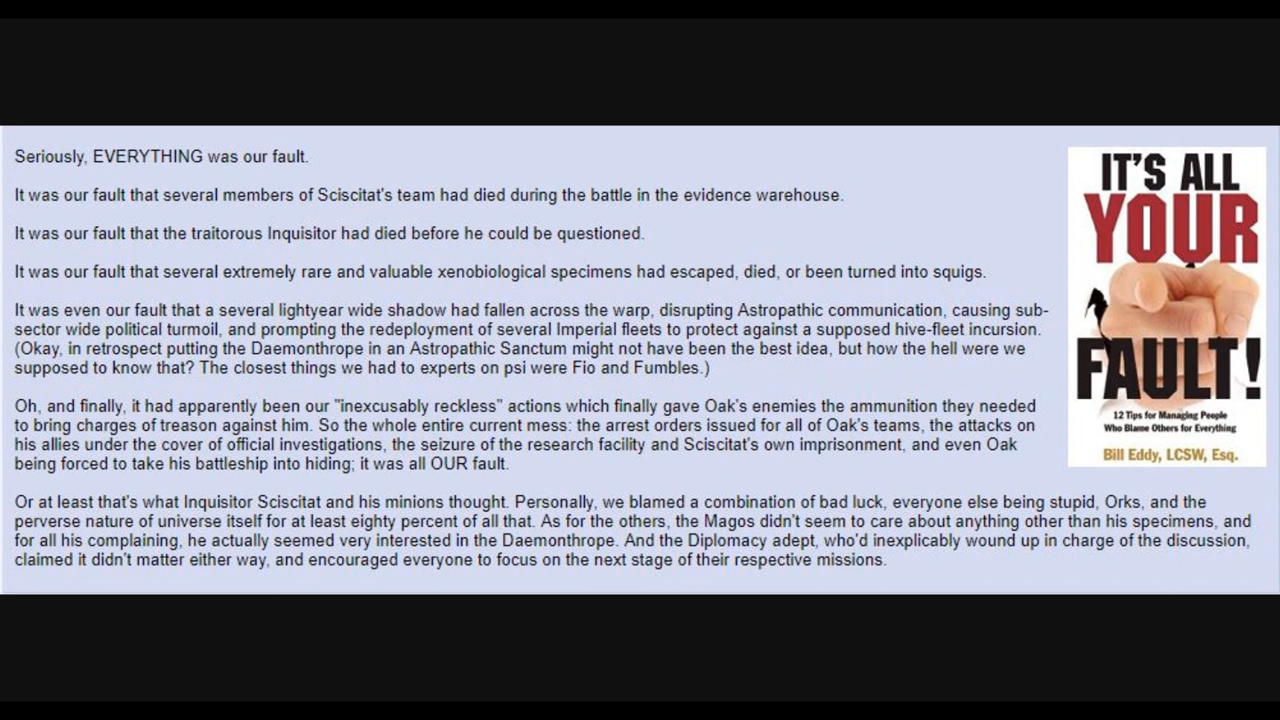 Seriously, EVERYTHING was our fault.
It was our fault that several members of Sciscitat's team had died during the battle in the evidence warehouse.
It was our fault that the traitorous Inquisitor had died before he could be questioned.
It was our fault that several extremely rare and valuable xenobiological specimens had escaped, died, or been turned into squigs.
It was even our fault that a several lightyear wide shadow had fallen across the warp, disrupting Astropathic communication, causing sub-
sector wide political turmoil, and prompting the redeployment of several Imperial fleets to protect against a supposed hive-fleet incursion.
(Okay, in retrospect putting the Daemonthrope in an Astropathic Sanctum might not have been the best idea, but how the hell were we
supposed to know that? The closest things we had to experts on psi were Fio and Fumbles.)
Oh, and finally, it had apparently been our "inexcusably reckless" actions which finally gave Oak's enemies the ammunition they needed
to bring charges of treason against him. So the whole entire current mess: the arrest orders issued for all of Oak's teams, the attacks on
his allies under the cover of official investigations, the seizure of the research facility and Sciscitat's own imprisonment, and even Oak
being forced to take his battleship into hiding; it was all OUR fault.
Or at least that's what Inquisitor Sciscitat and his minions thought. Personally, we blamed a combination of bad luck, everyone else being stupid, Orks, and the
perverse nature of universe itself for at least eighty percent of all that. As for the others, the Magos didn't seem to care about anything other than his specimens, and
for all his complaining, he actually seemed very interested in the Daemonthrope. And the Diplomacy adept, who'd inexplicably wound up in charge of the discussion,
claimed it didn't matter either way, and encouraged everyone to focus on the next stage of their respective missions.
IT'S ALL
YOUR
FAULT!
12 Tips for Managing People
Who Blame Others for Everything
Bill Eddy, LCSW, Esq.